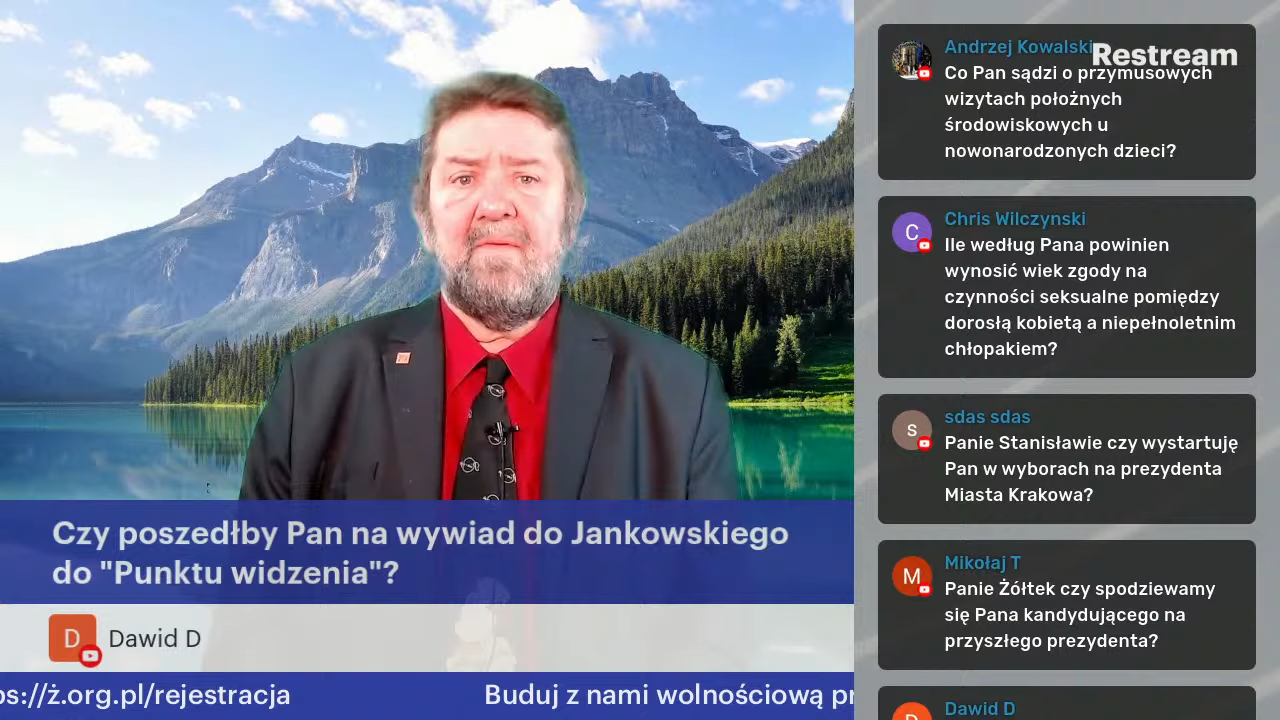 Czy poszedłby Pan na wywiad do Jankowskiego
do "Punktu widzenia"?
D
Dawid D
ps://ż.org.pl/rejestracja
Buduj z nami wolnościową pr
Restream
Andrzej Kowalski
Co Pan sądzi o przymusowych
wizytach położnych
środowiskowych u
nowonarodzonych dzieci?
C
Chris Wilczynski
Ile według Pana powinien
wynosić wiek zgody na
czynności seksualne pomiędzy
dorosłą kobietą a niepełnoletnim
chłopakiem?
s
sdas sdas
Panie Stanisławie czy wystartuję
Pan w wyborach na prezydenta
Miasta Krakowa?
M
Mikołaj T
Panie Żółtek czy spodziewamy
się Pana kandydującego na
przyszłego prezydenta?
D
Dawid D